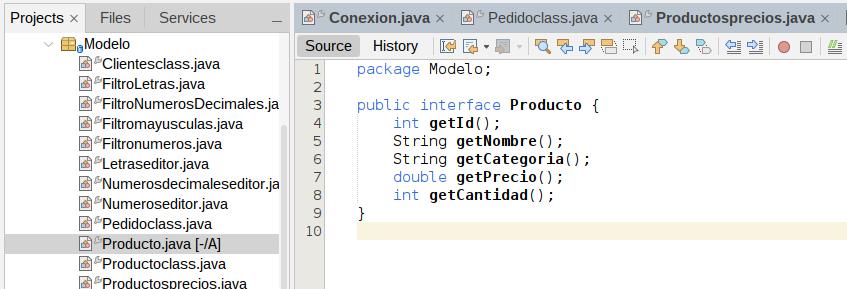 Projects × Files Services
Modelo
Clientesclass.java
FiltroLetras.java
FiltroNumerosDecimales.ja
Filtromayusculas.java
Filtronumeros.java
Letraseditor.java
Numerosdecimaleseditor.ja
Numeroseditor.java
Pedidoclass.java
Producto.java [-/A]
Productoclass.java
Productosprecios.java
Conexion.java × Pedidoclass.java × Productosprecios.java ×
Source History
1 package Modelo;
2
3 public interface Producto {
4 int getId();
5 String getNombre();
6 String getCategoria();
7 double getPrecio();
8 int getCantidad();
9 }
10